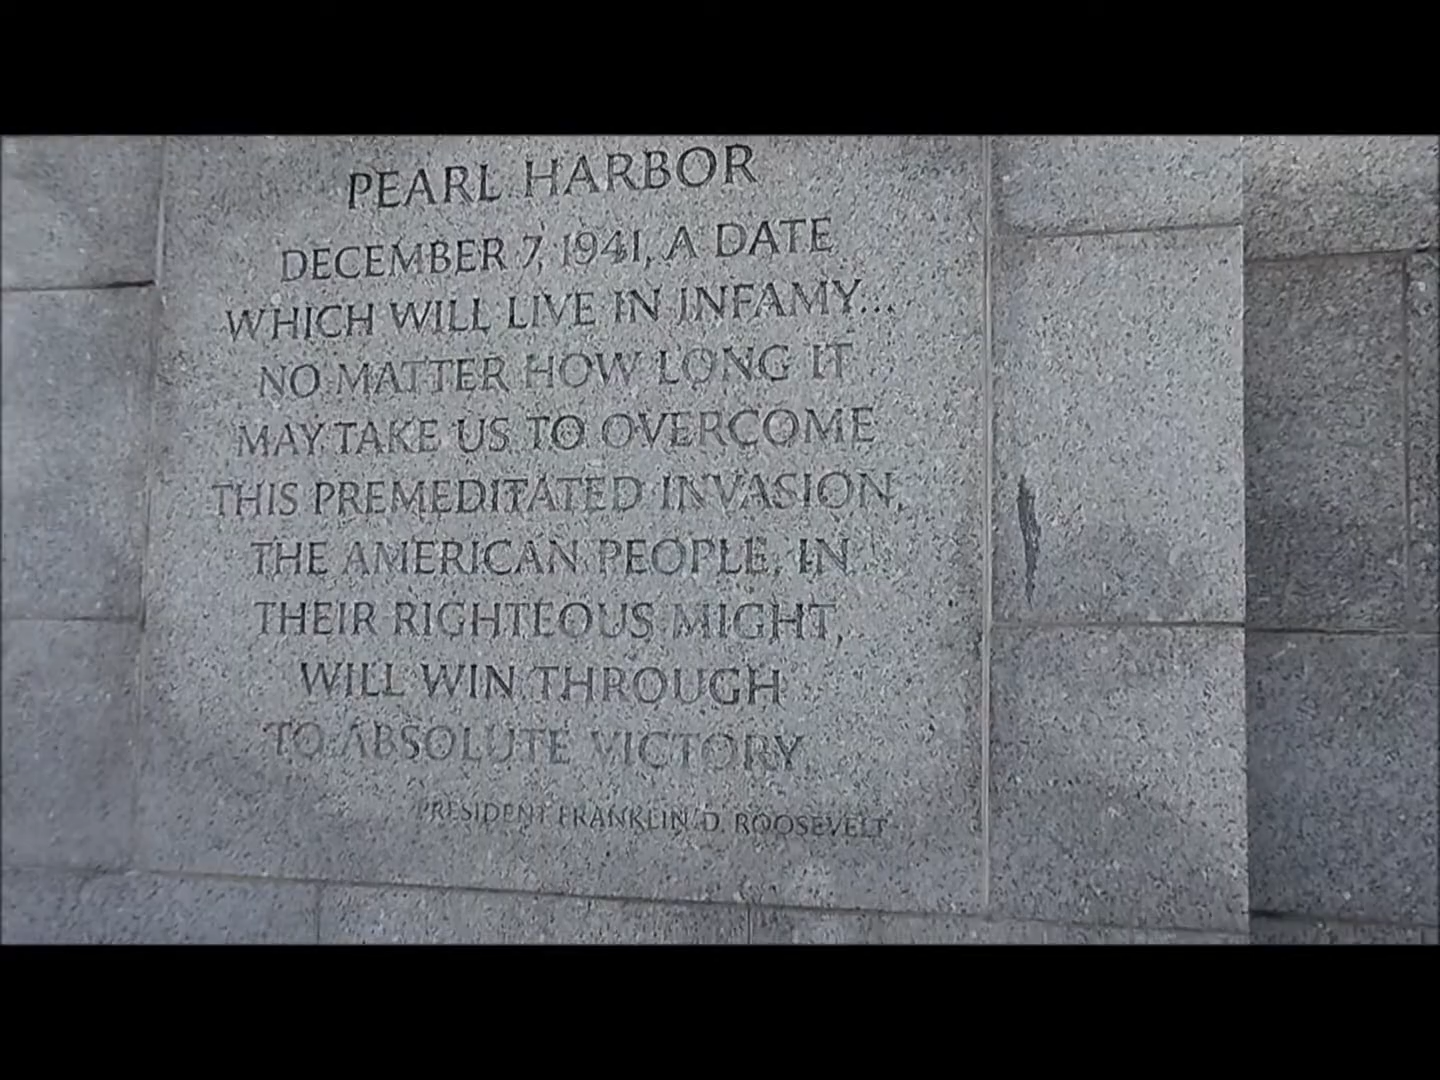 PEARL HARBOR
DECEMBER 7, 1941, A DATE
WHICH WILL LIVE IN INFAMY...
NO MATTER HOW LONG IT
MAY TAKE US TO OVERCOME
THIS PREMEDITATED INVASION,
THE AMERICAN PEOPLE, IN
THEIR RIGHTEOUS MIGHT,
WILL WIN THROUGH
TO ABSOLUTE VICTORY
PRESIDENT FRANKLIN D. ROOSEVELT